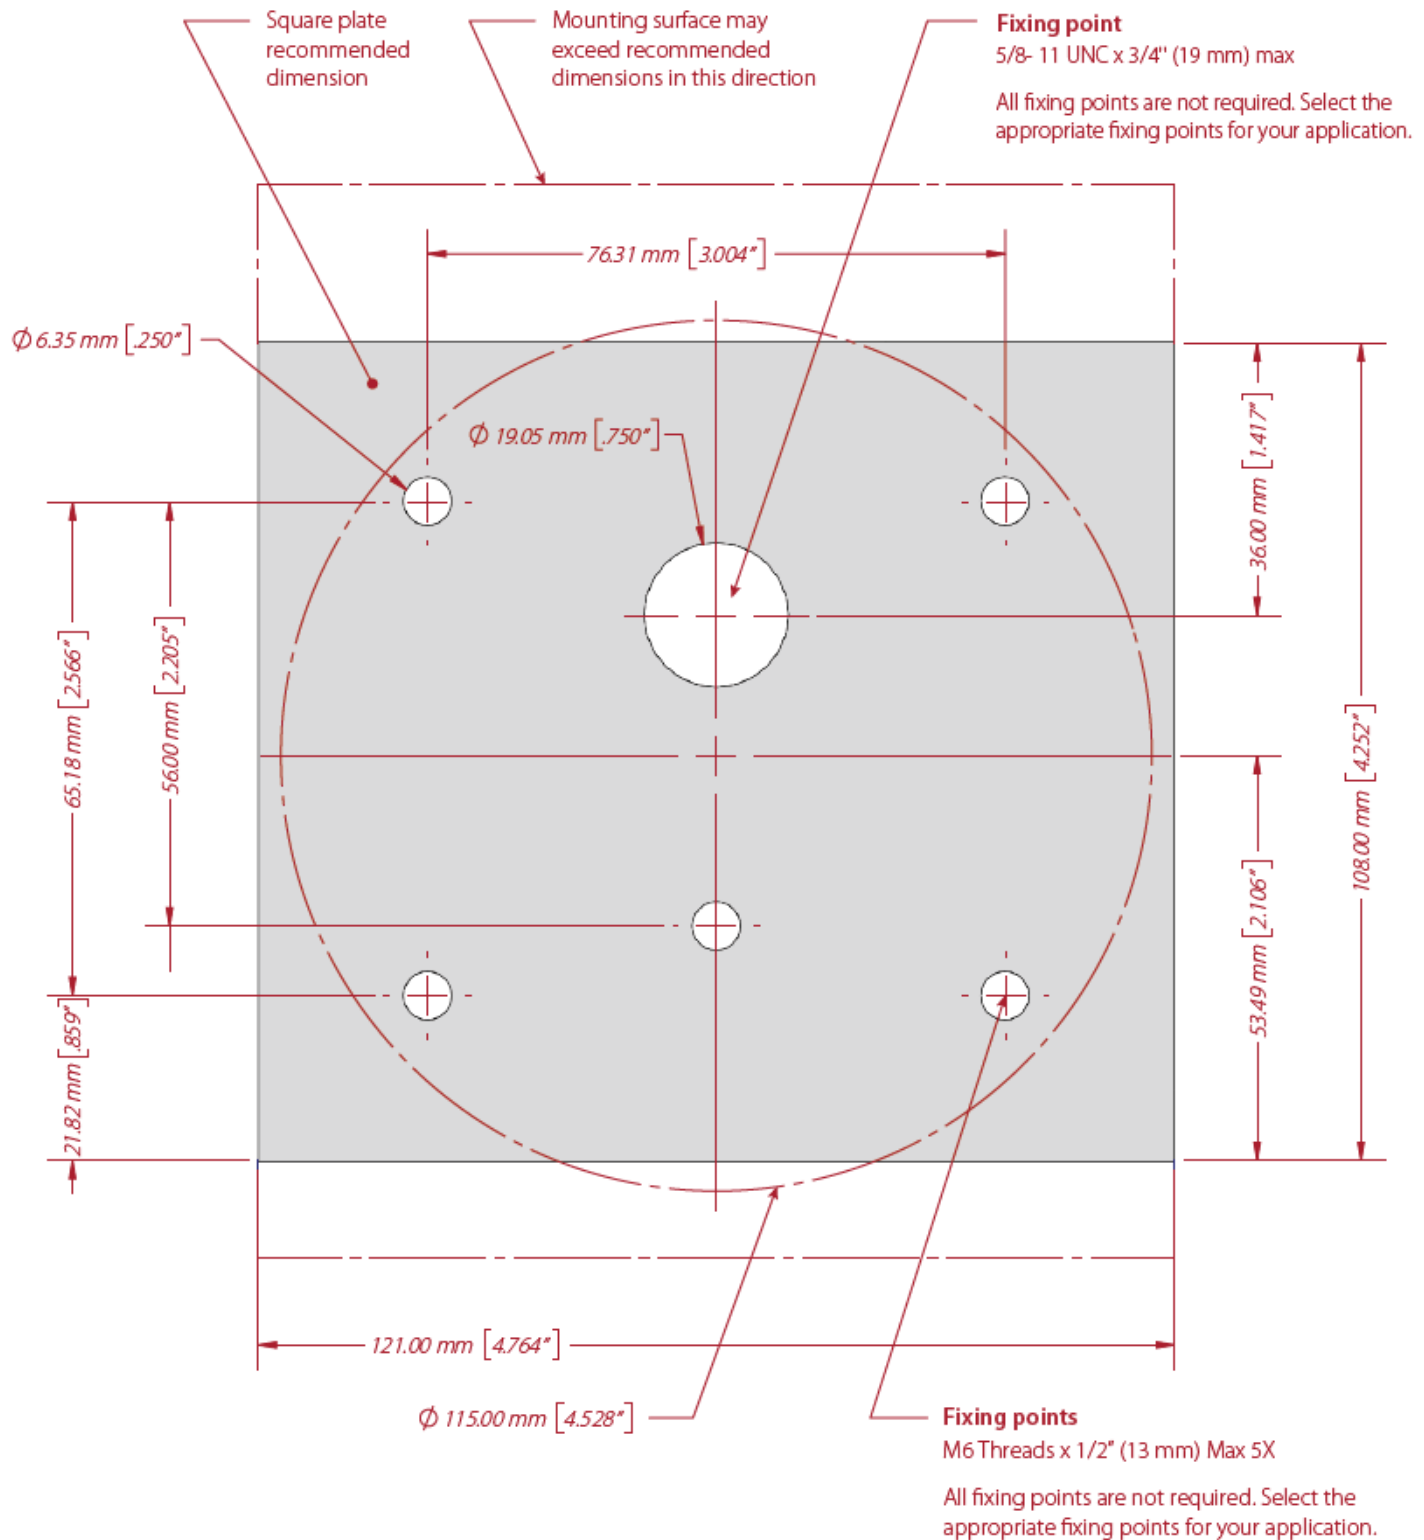 Square plate
recommended
dimension
Mounting surface may
exceed recommended
dimensions in this direction
Fixing point
5/8- 11 UNC x 3/4'' (19 mm) max
All fixing points are not required. Select the
appropriate fixing points for your application.
76.31 mm [3.004"]
Ø 6.35 mm [.250"]
Ø 19.05 mm [.750"]
36.00 mm [1.417"]
65.18 mm [2.566"]
56.00 mm [2.205"]
108.00 mm [4.252"]
53.49 mm [2.106"]
21.82 mm [.859"]
121.00 mm [4.764"]
Ø 115.00 mm [4.528"]
Fixing points
M6 Threads x 1/2" (13 mm) Max 5X
All fixing points are not required. Select the
appropriate fixing points for your application.